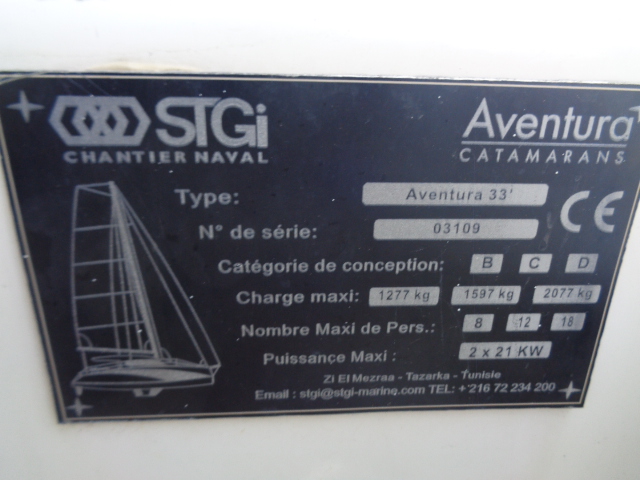 STGi Aventura
CHANTIER NAVAL CATAMARANS
Type: Aventura 33'
N° de série: 03109 CE
Catégorie de conception: B C D
Charge maxi: 1277 kg 1597 kg 2077 kg
Nombre Maxi de Pers.: 8 12 18
Puissance Maxi : 2 x 21 KW
Zi El Mezraa - Tazarka - Tunisie
Email : stgi@stgi-marine.com TEL: +216 72 234 200